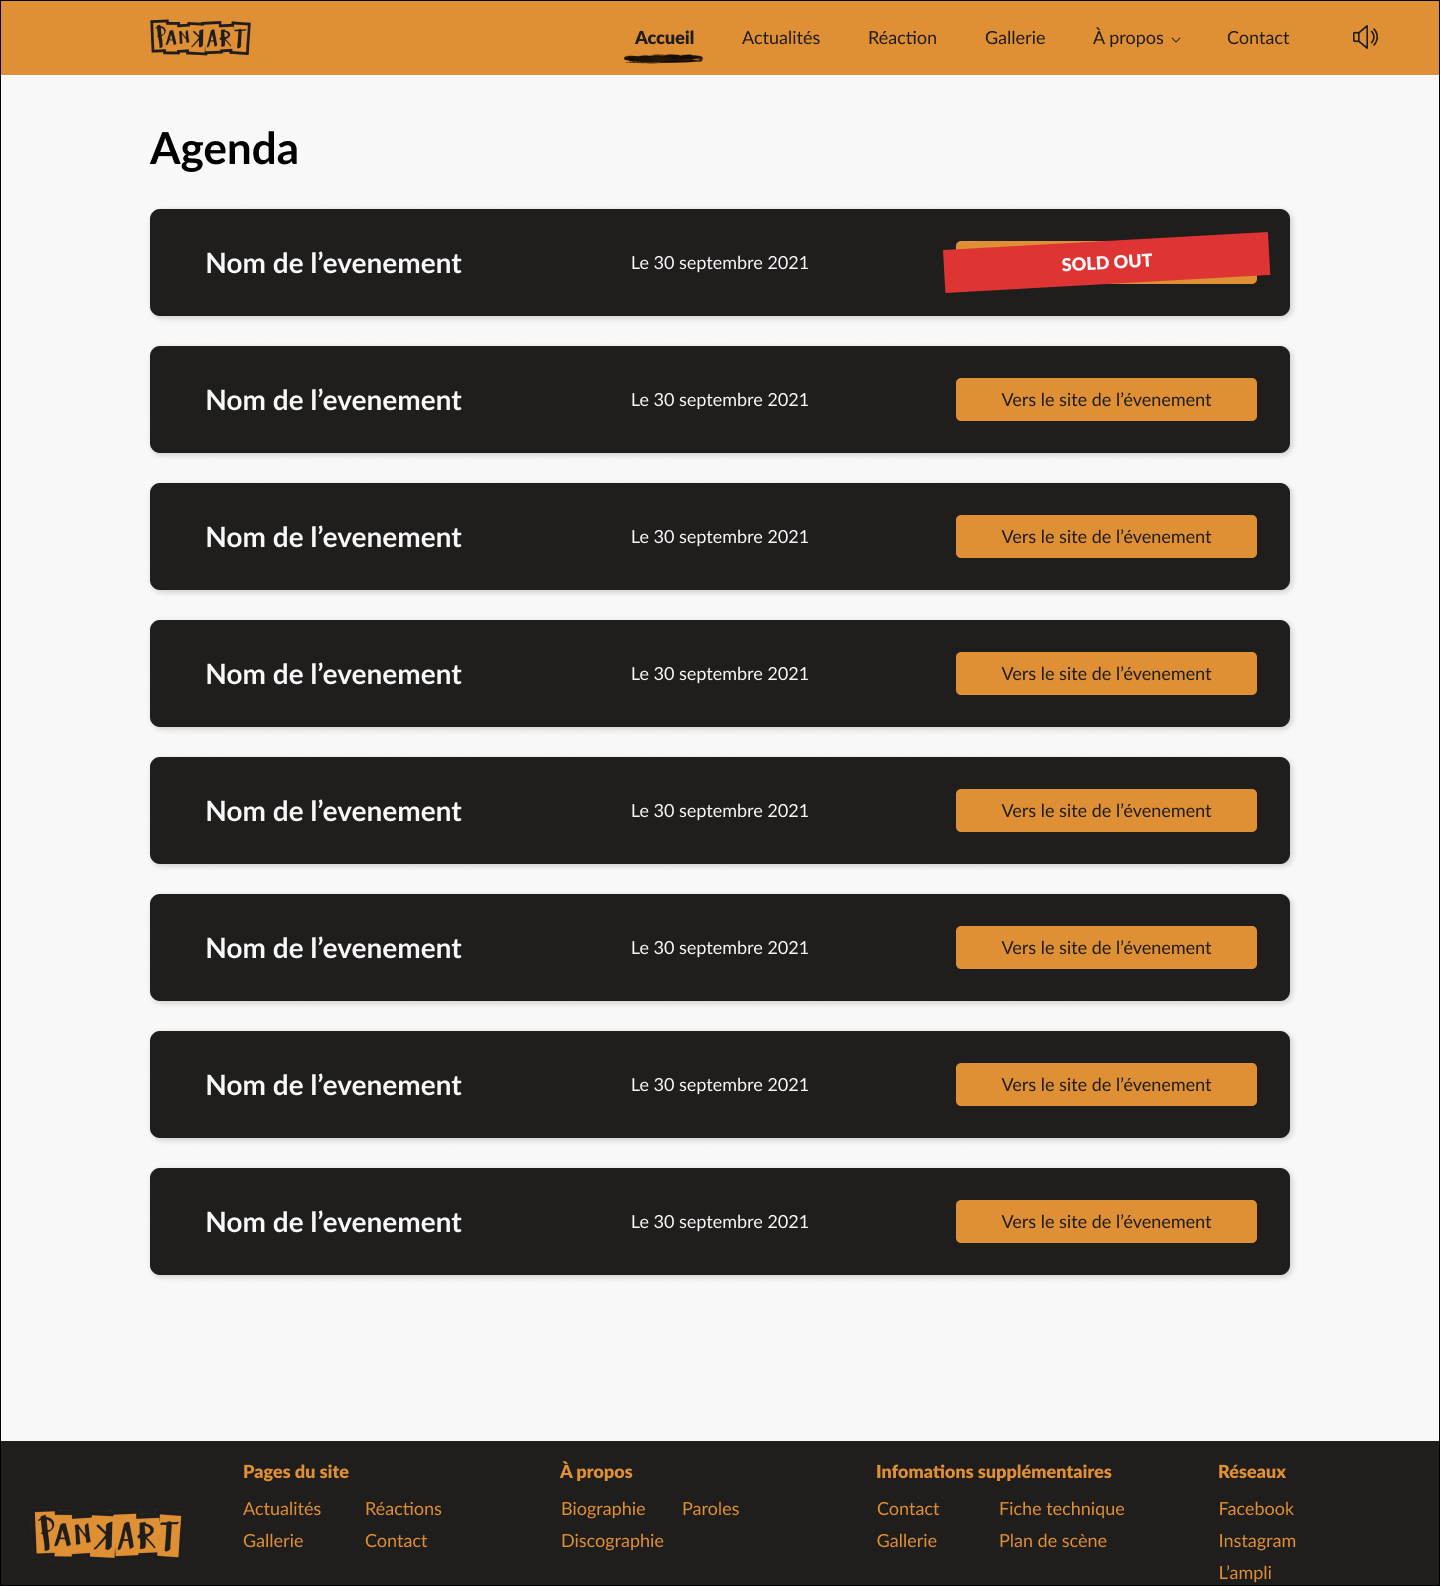 PANKART
Accueil Actualités Réaction Gallerie À propos Contact
Agenda
Nom de l’evenement Le 30 septembre 2021 SOLD OUT
Nom de l’evenement Le 30 septembre 2021 Vers le site de l’évenement
Nom de l’evenement Le 30 septembre 2021 Vers le site de l’évenement
Nom de l’evenement Le 30 septembre 2021 Vers le site de l’évenement
Nom de l’evenement Le 30 septembre 2021 Vers le site de l’évenement
Nom de l’evenement Le 30 septembre 2021 Vers le site de l’évenement
Nom de l’evenement Le 30 septembre 2021 Vers le site de l’évenement
Nom de l’evenement Le 30 septembre 2021 Vers le site de l’évenement
PANKART
Pages du site
Actualités Réactions
Gallerie Contact
À propos
Biographie Paroles
Discographie
Infomations supplémentaires
Contact Fiche technique
Gallerie Plan de scène
Réseaux
Facebook
Instagram
L’ampli